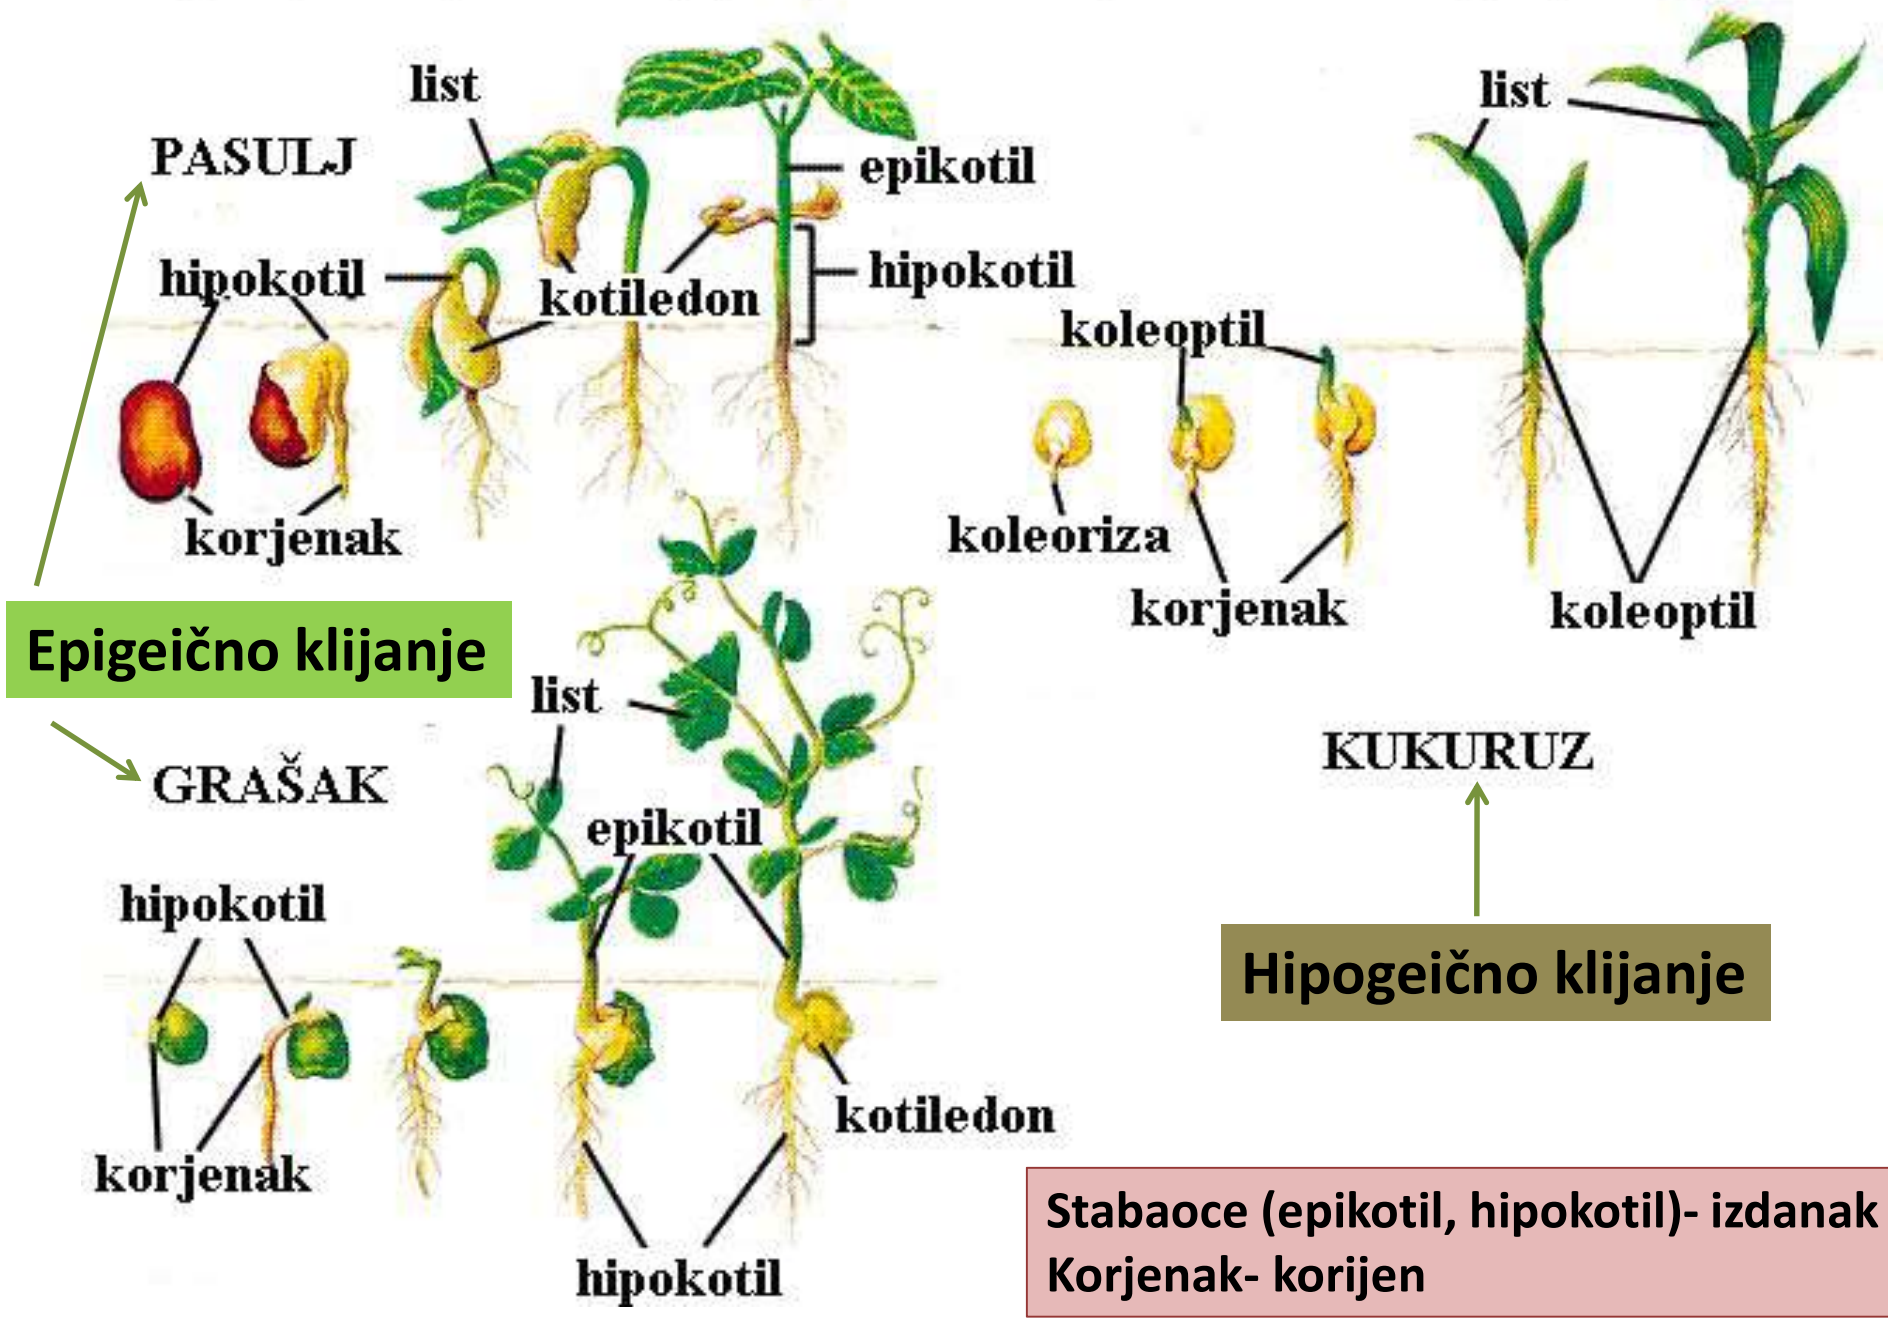 PASULJ
list
epikotil
hipokotil
kotiledon
hipokotil
korjenak
Epigeično klijanje
GRAŠAK
list
epikotil
hipokotil
korjenak
kotiledon
hipokotil
list
koleoptil
koleoriza
korjenak
koleoptil
KUKURUZ
Hipogeično klijanje
Stabaoce (epikotil, hipokotil)- izdanak
Korjenak- korijen